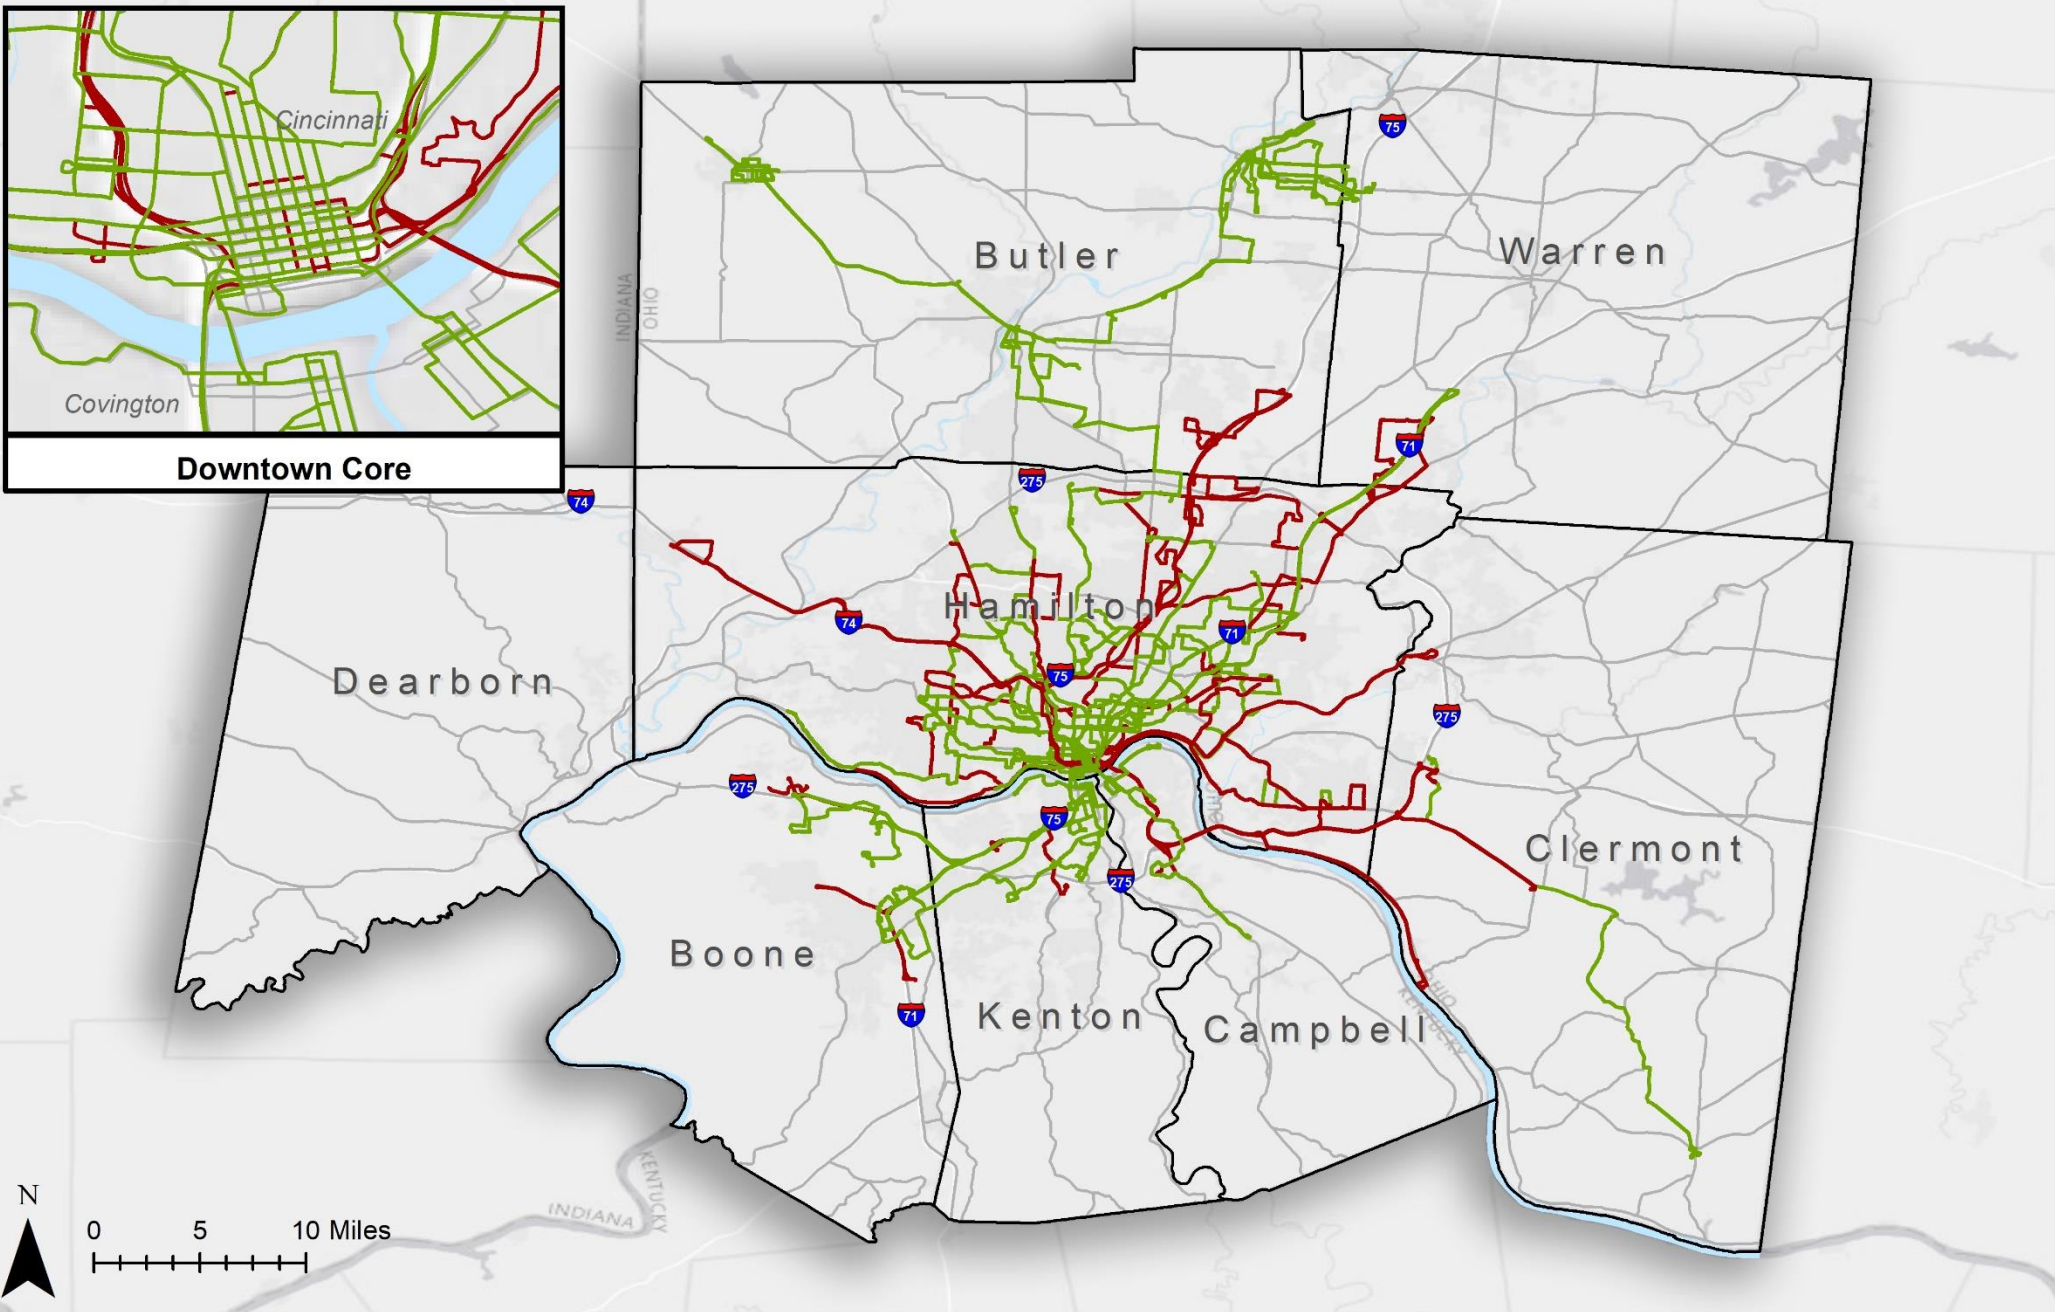 Cincinnati
Covington
Downtown Core
75
Butler
Warren
INDIANA
OHIO
71
275
74
Hamilton
74
71
75
Dearborn
275
275
75
Clermont
275
Boone
71
Kenton
Campbell
OHIO
KENTUCKY
KENTUCKY
INDIANA
N
0 5 10 Miles